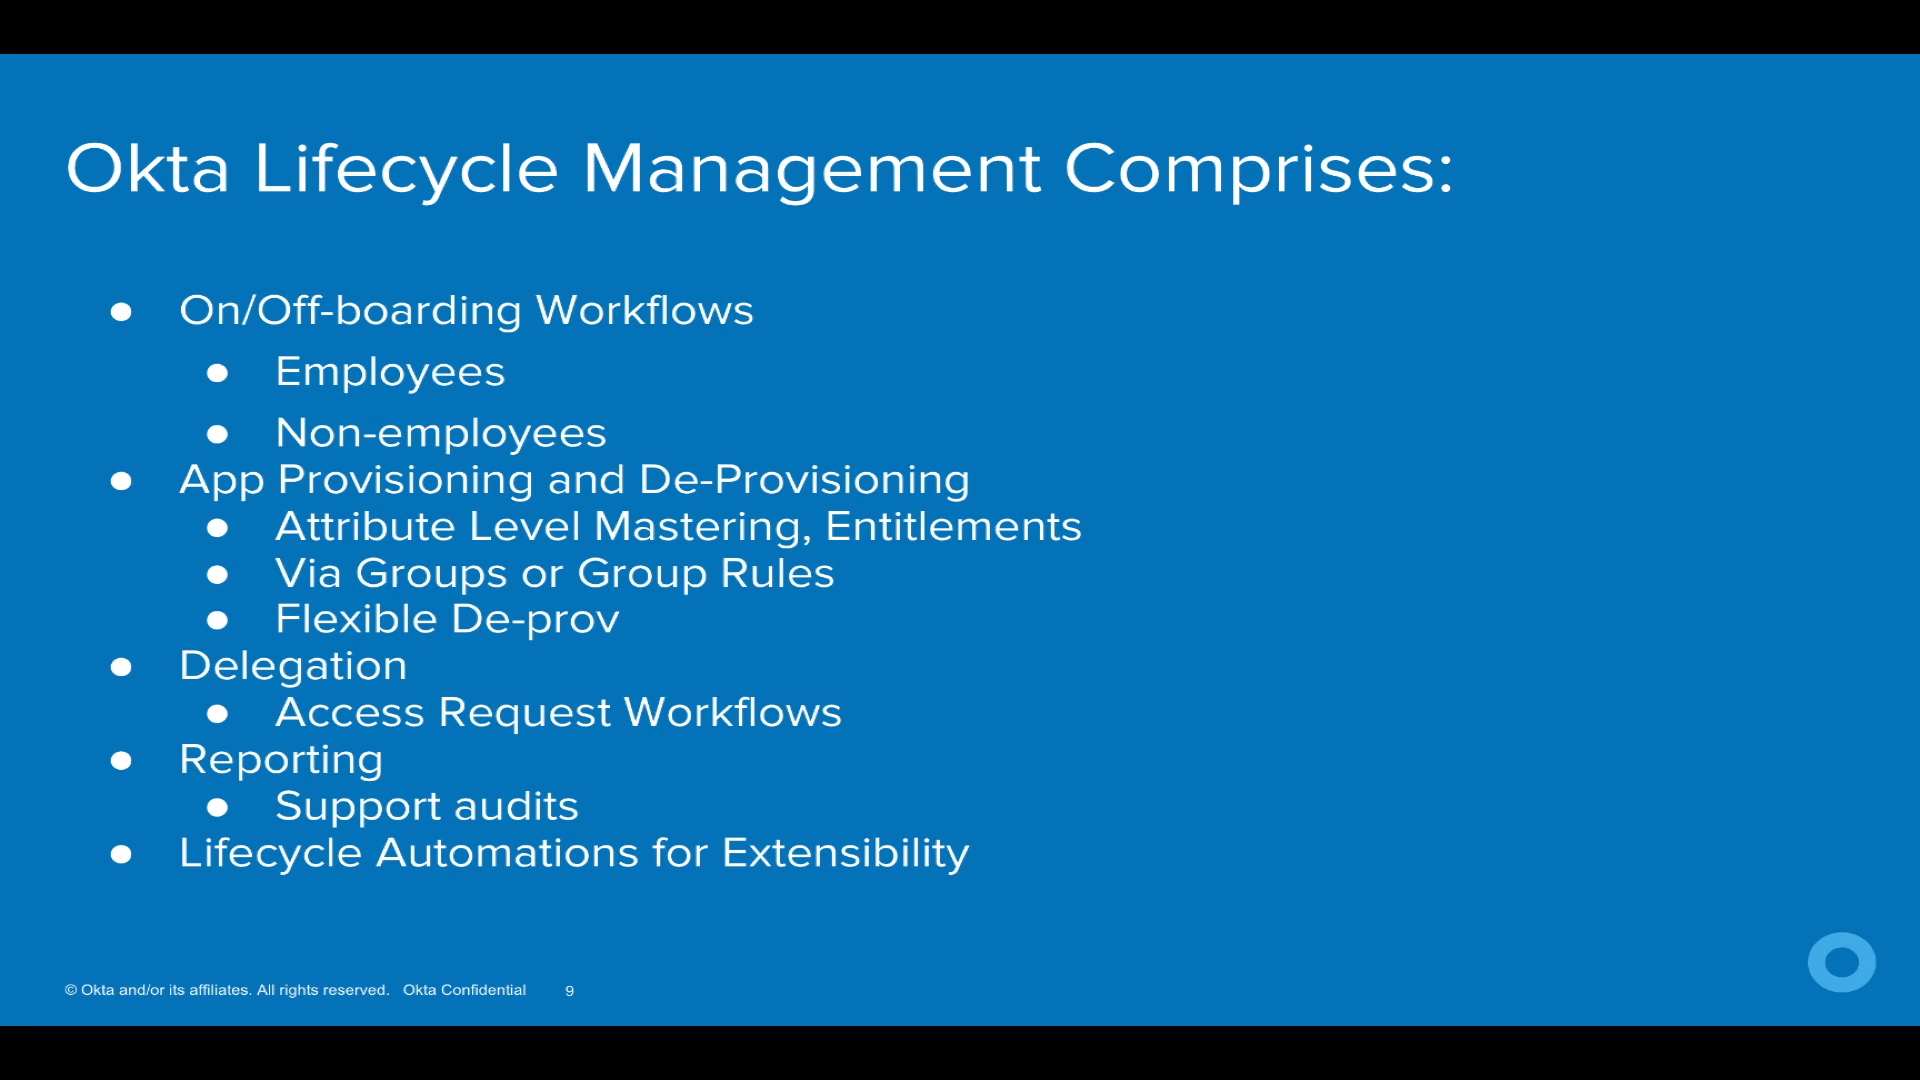 Okta Lifecycle Management Comprises:
● On/Off-boarding Workflows
● Employees
● Non-employees
● App Provisioning and De-Provisioning
● Attribute Level Mastering, Entitlements
● Via Groups or Group Rules
● Flexible De-prov
● Delegation
● Access Request Workflows
● Reporting
● Support audits
● Lifecycle Automations for Extensibility
© Okta and/or its affiliates. All rights reserved. Okta Confidential 9